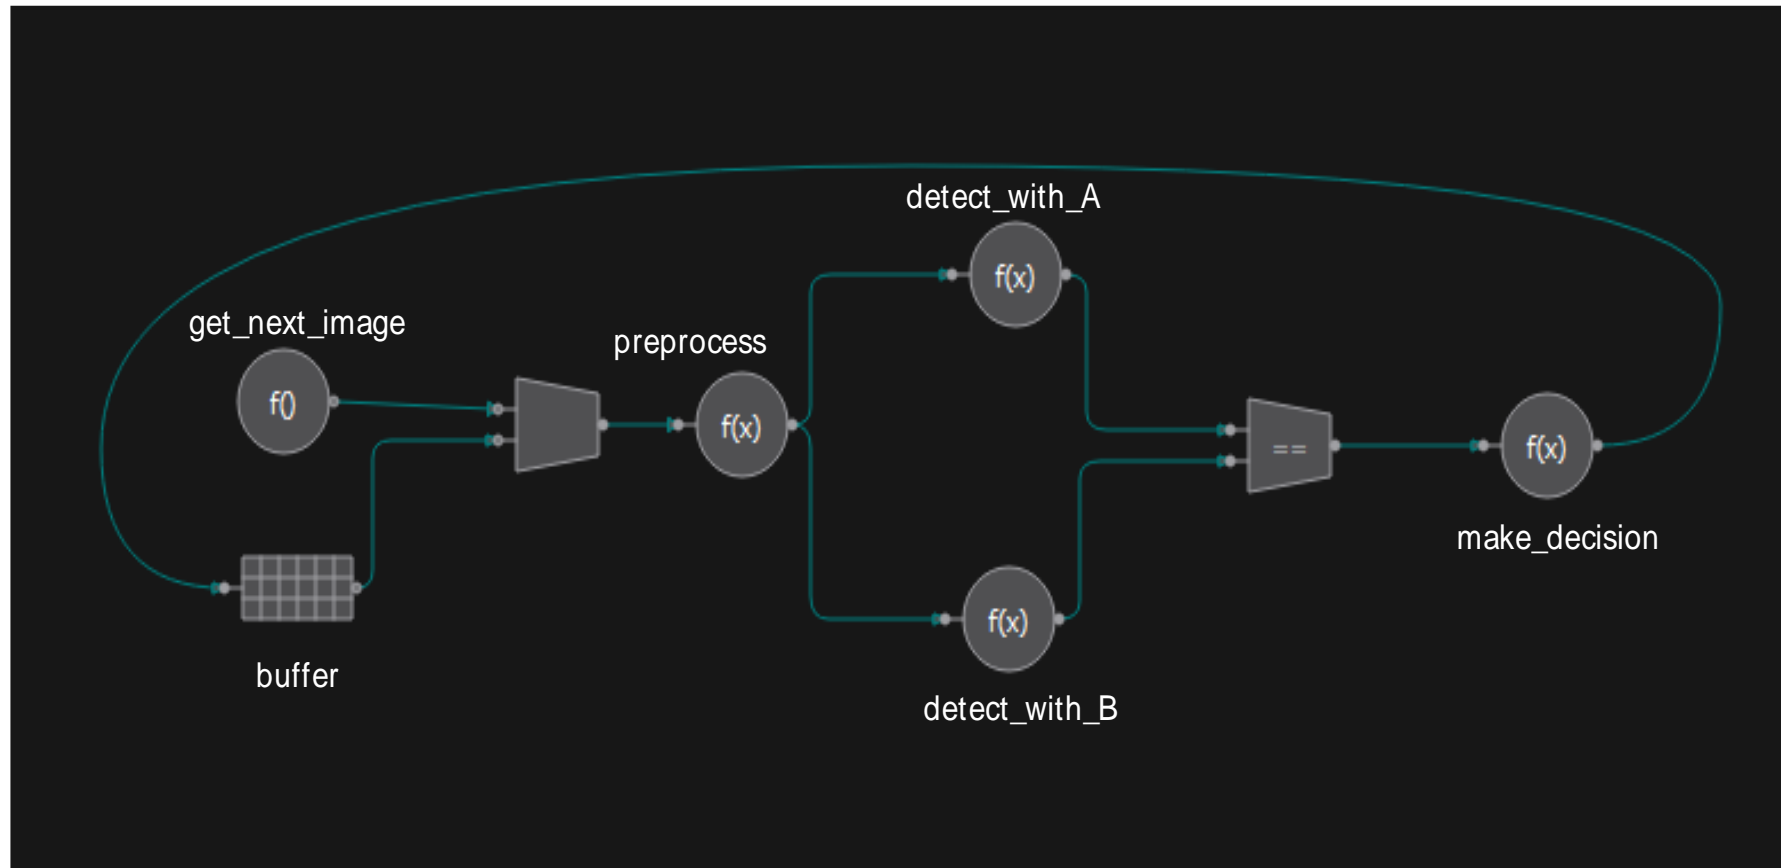 detect_with_A
f(x)
get_next_image
f()
preprocess
f(x)
==
f(x)
make_decision
buffer
f(x)
detect_with_B